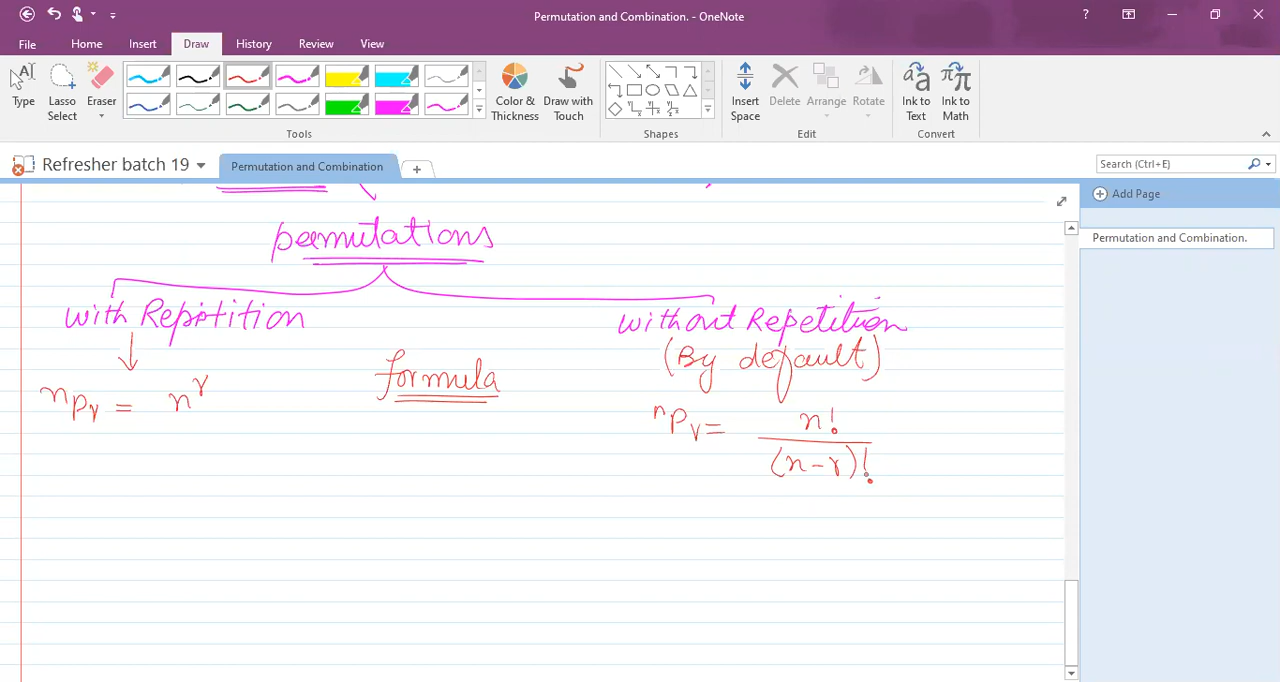 Permutation and Combination. - OneNote
?
File Home Insert Draw History Review View
Type Lasso Select Eraser Color & Thickness Draw with Touch Insert Space Delete Arrange Rotate Ink to Text Ink to Math
Tools Shapes Edit Convert
Refresher batch 19 Permutation and Combination Search (Ctrl+E)
Add Page
Permutation and Combination.
permutations
with Repitition without Repetition
(By default)
formula
nPr = n^r
nPr = n! / (n-r)!